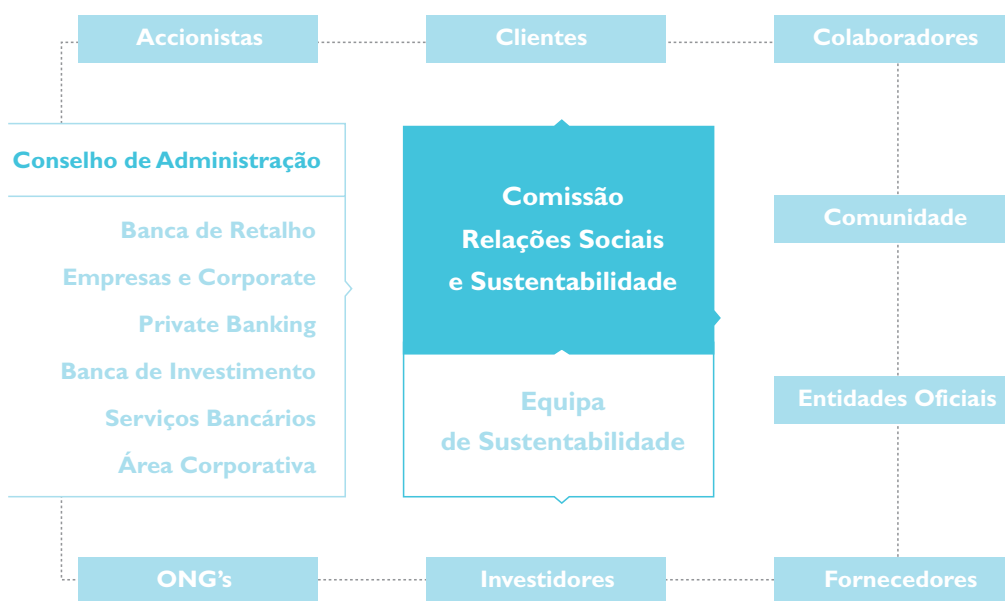 Accionistas
Clientes
Colaboradores
Conselho de Administração
Banca de Retalho
Empresas e Corporate
Private Banking
Banca de Investimento
Serviços Bancários
Área Corporativa
Comissão
Relações Sociais
e Sustentabilidade
Equipa
de Sustentabilidade
Comunidade
Entidades Oficiais
ONG's
Investidores
Fornecedores